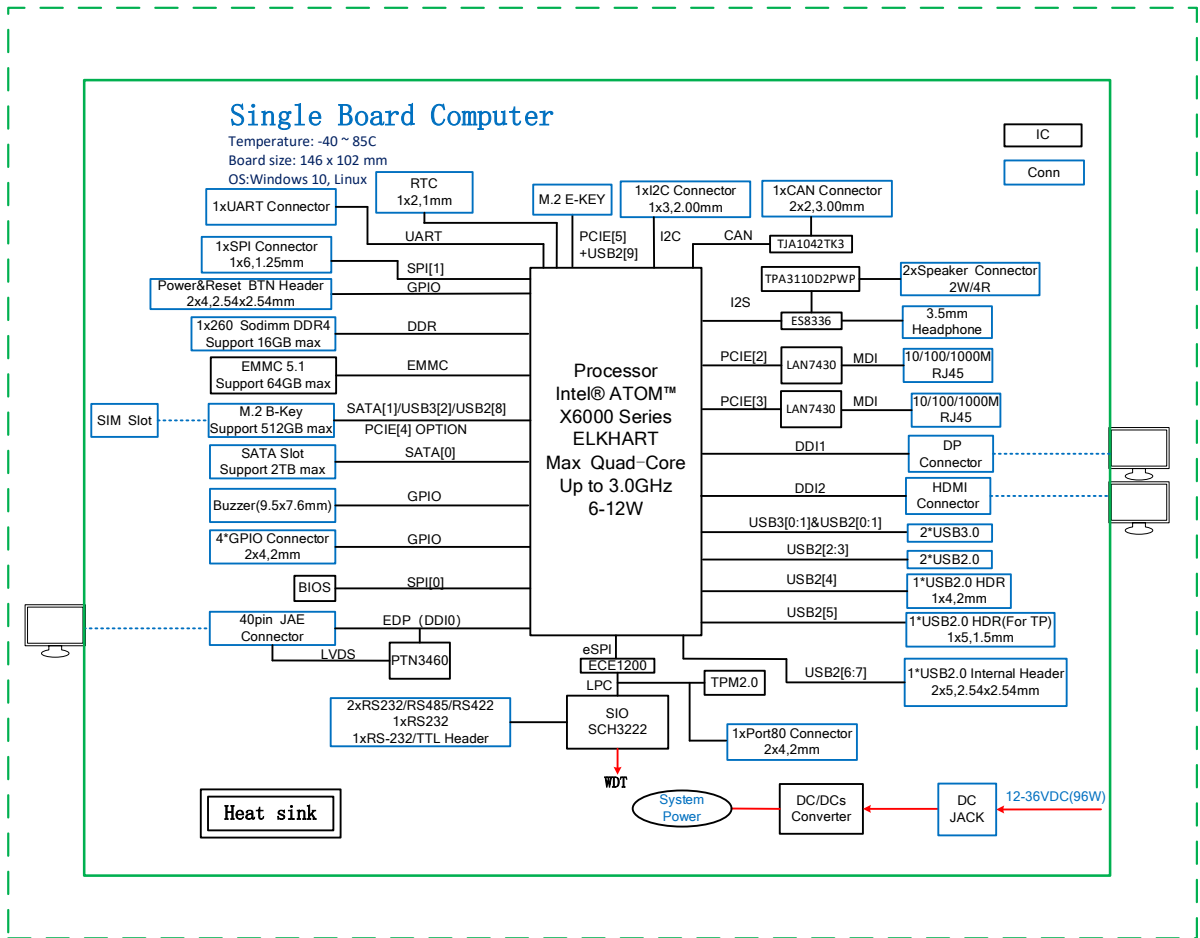 Single Board Computer
Temperature: -40 ~ 85C
Board size: 146 x 102 mm
OS:Windows 10, Linux
IC
Conn
1xUART Connector
UART
RTC
1x2,1mm
M.2 E-KEY
PCIE[5]
+USB2[9]
1xI2C Connector
1x3,2.00mm
I2C
1xCAN Connector
2x2,3.00mm
CAN
TJA1042TK3
1xSPI Connector
1x6,1.25mm
SPI[1]
Power&Reset BTN Header
2x4,2.54x2.54mm
GPIO
1x260 Sodimm DDR4
Support 16GB max
DDR
EMMC 5.1
Support 64GB max
EMMC
SIM Slot
M.2 B-Key
Support 512GB max
SATA[1]/USB3[2]/USB2[8]
PCIE[4] OPTION
SATA Slot
Support 2TB max
SATA[0]
Buzzer(9.5x7.6mm)
GPIO
4*GPIO Connector
2x4,2mm
GPIO
BIOS
SPI[0]
40pin JAE
Connector
EDP (DDI0)
LVDS
PTN3460
Processor
Intel® ATOM™
X6000 Series
ELKHART
Max Quad-Core
Up to 3.0GHz
6-12W
TPA3110D2PWP
2xSpeaker Connector
2W/4R
I2S
ES8336
3.5mm
Headphone
PCIE[2]
LAN7430
MDI
10/100/1000M
RJ45
PCIE[3]
LAN7430
MDI
10/100/1000M
RJ45
DDI1
DP
Connector
DDI2
HDMI
Connector
USB3[0:1]&USB2[0:1]
2*USB3.0
USB2[2:3]
2*USB2.0
USB2[4]
1*USB2.0 HDR
1x4,2mm
USB2[5]
1*USB2.0 HDR(For TP)
1x5,1.5mm
USB2[6:7]
1*USB2.0 Internal Header
2x5,2.54x2.54mm
eSPI
ECE1200
LPC
TPM2.0
2xRS232/RS485/RS422
1xRS232
1xRS-232/TTL Header
SIO
SCH3222
1xPort80 Connector
2x4,2mm
WDT
Heat sink
System
Power
DC/DCs
Converter
DC
JACK
12-36VDC(96W)